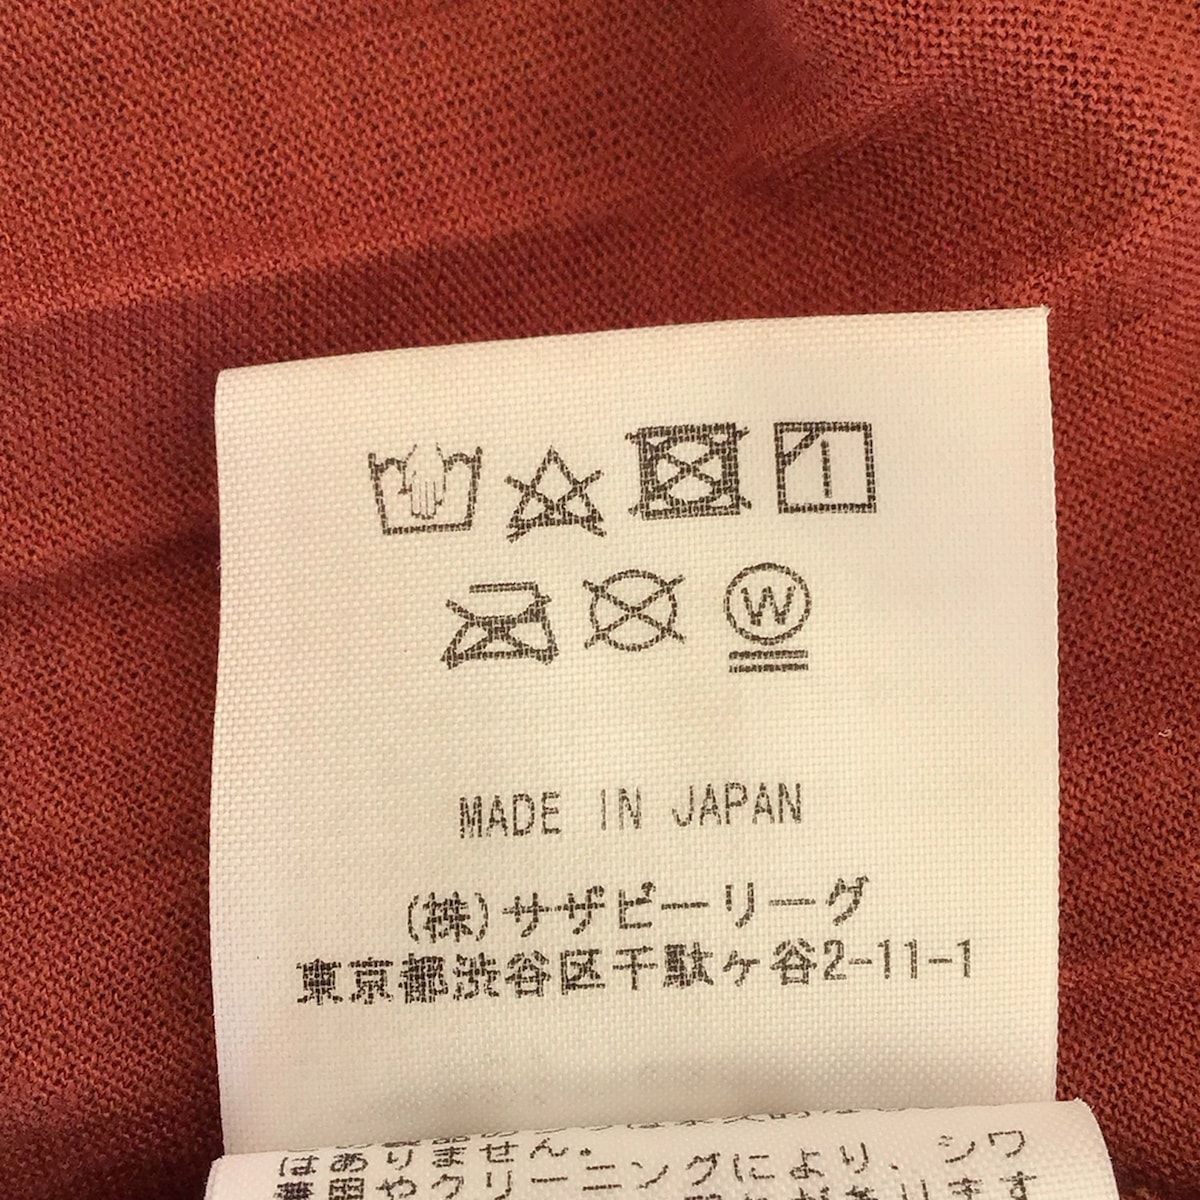 W
MADE IN JAPAN
(株)サザビーリーグ
東京都渋谷区千駄ヶ谷2-11-1
はありません。
クリーニングにより、シワ